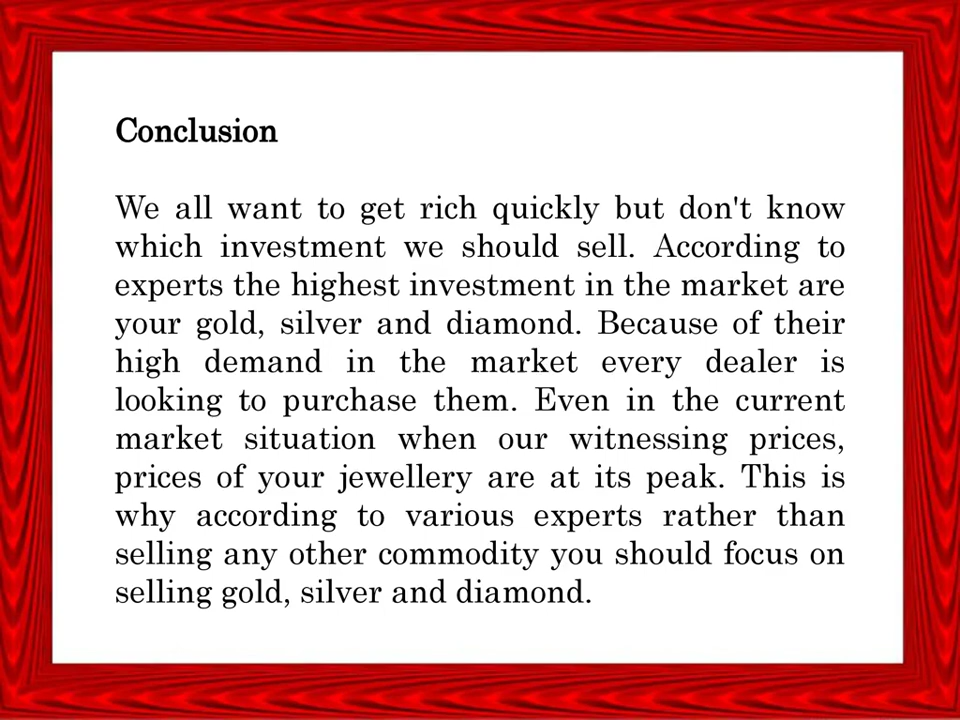 Conclusion
We all want to get rich quickly but don't know
which investment we should sell. According to
experts the highest investment in the market are
your gold, silver and diamond. Because of their
high demand in the market every dealer is
looking to purchase them. Even in the current
market situation when our witnessing prices,
prices of your jewellery are at its peak. This is
why according to various experts rather than
selling any other commodity you should focus on
selling gold, silver and diamond.